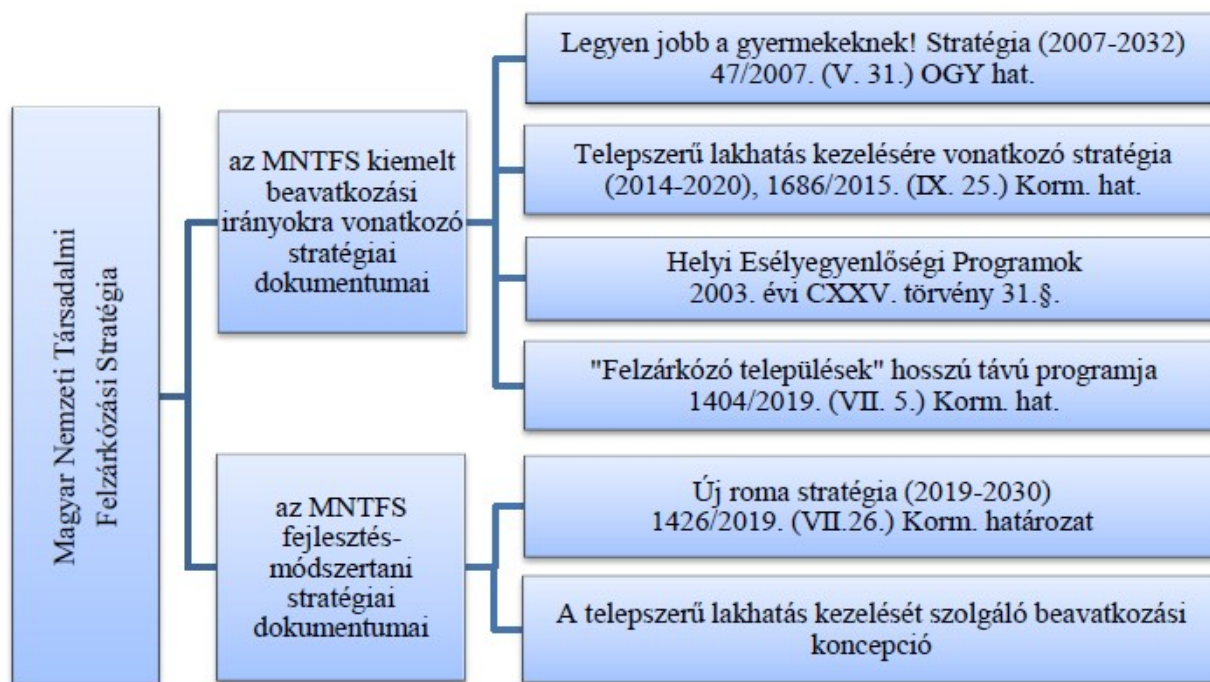 Magyar Nemzeti Társadalmi
Felzárkózási Stratégia
az MNTFS kiemelt
beavatkozási
irányokra vonatkozó
stratégiai
dokumentumai
Legyen jobb a gyermekeknek! Stratégia (2007-2032)
47/2007. (V. 31.) OGY hat.
Telepszerű lakhatás kezelésére vonatkozó stratégia
(2014-2020), 1686/2015. (IX. 25.) Korm. hat.
Helyi Esélyegyenlőségi Programok
2003. évi CXXV. törvény 31.§.
"Felzárkózó települések" hosszú távú programja
1404/2019. (VII. 5.) Korm. hat.
az MNTFS
fejlesztés-
módszertani
stratégiai
dokumentumai
Új roma stratégia (2019-2030)
1426/2019. (VII.26.) Korm. határozat
A telepszerű lakhatás kezelését szolgáló beavatkozási
koncepció